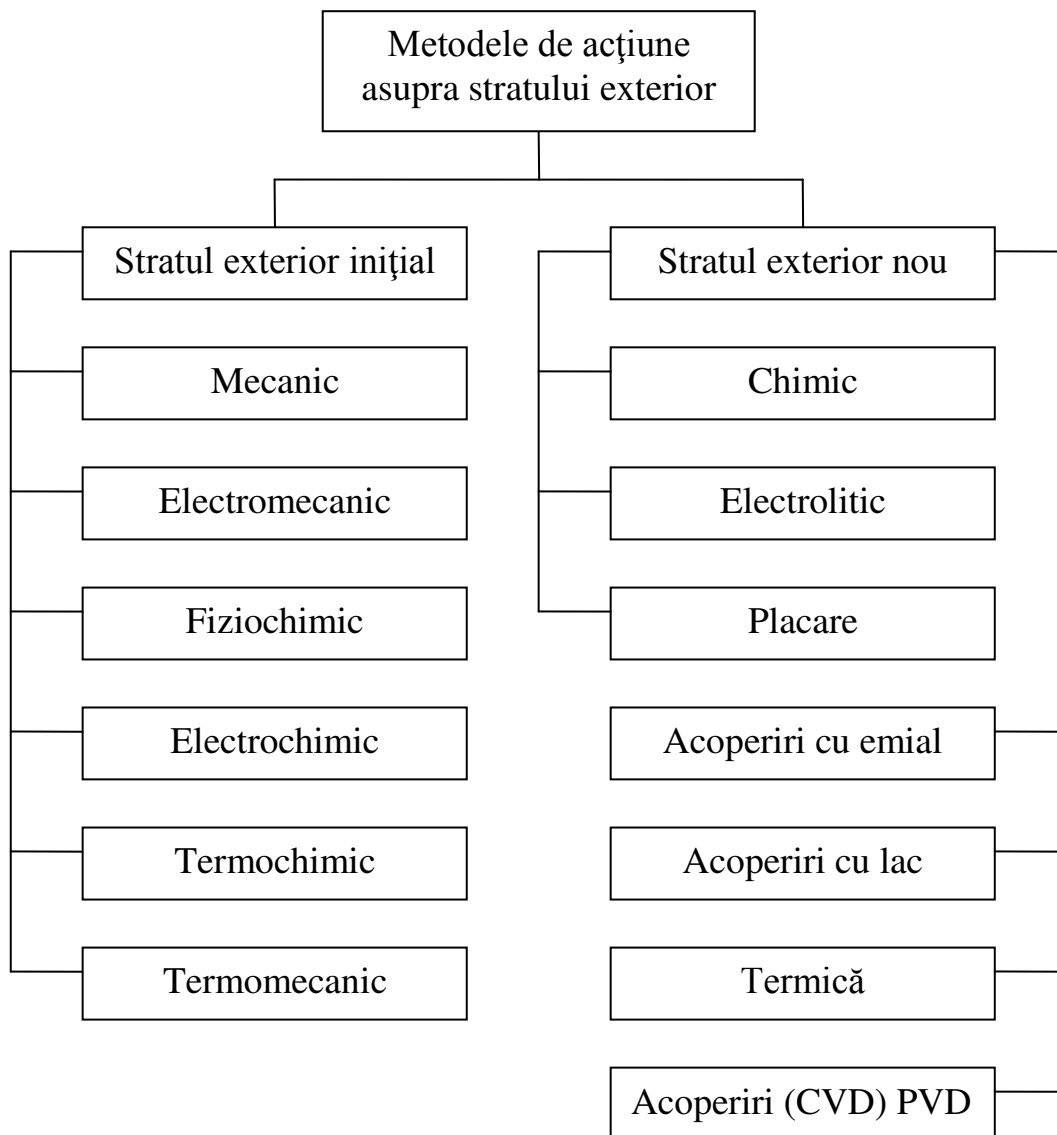 Metodele de acţiune
asupra stratului exterior
Stratul exterior iniţial
Mecanic
Electromecanic
Fiziochimic
Electrochimic
Termochimic
Termomecanic
Stratul exterior nou
Chimic
Electrolitic
Placare
Acoperiri cu emial
Acoperiri cu lac
Termică
Acoperiri (CVD) PVD